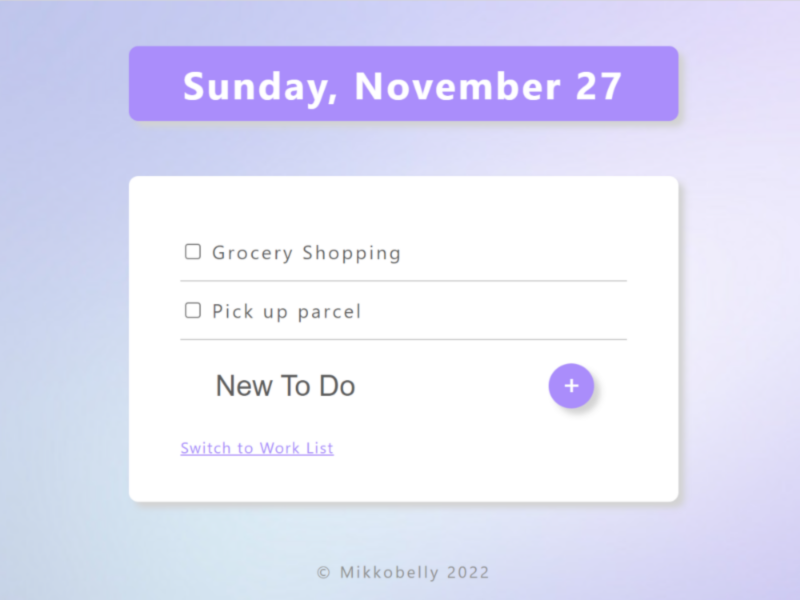 Sunday, November 27
Grocery Shopping
Pick up parcel
New To Do
+
Switch to Work List
© Mikkobelly 2022